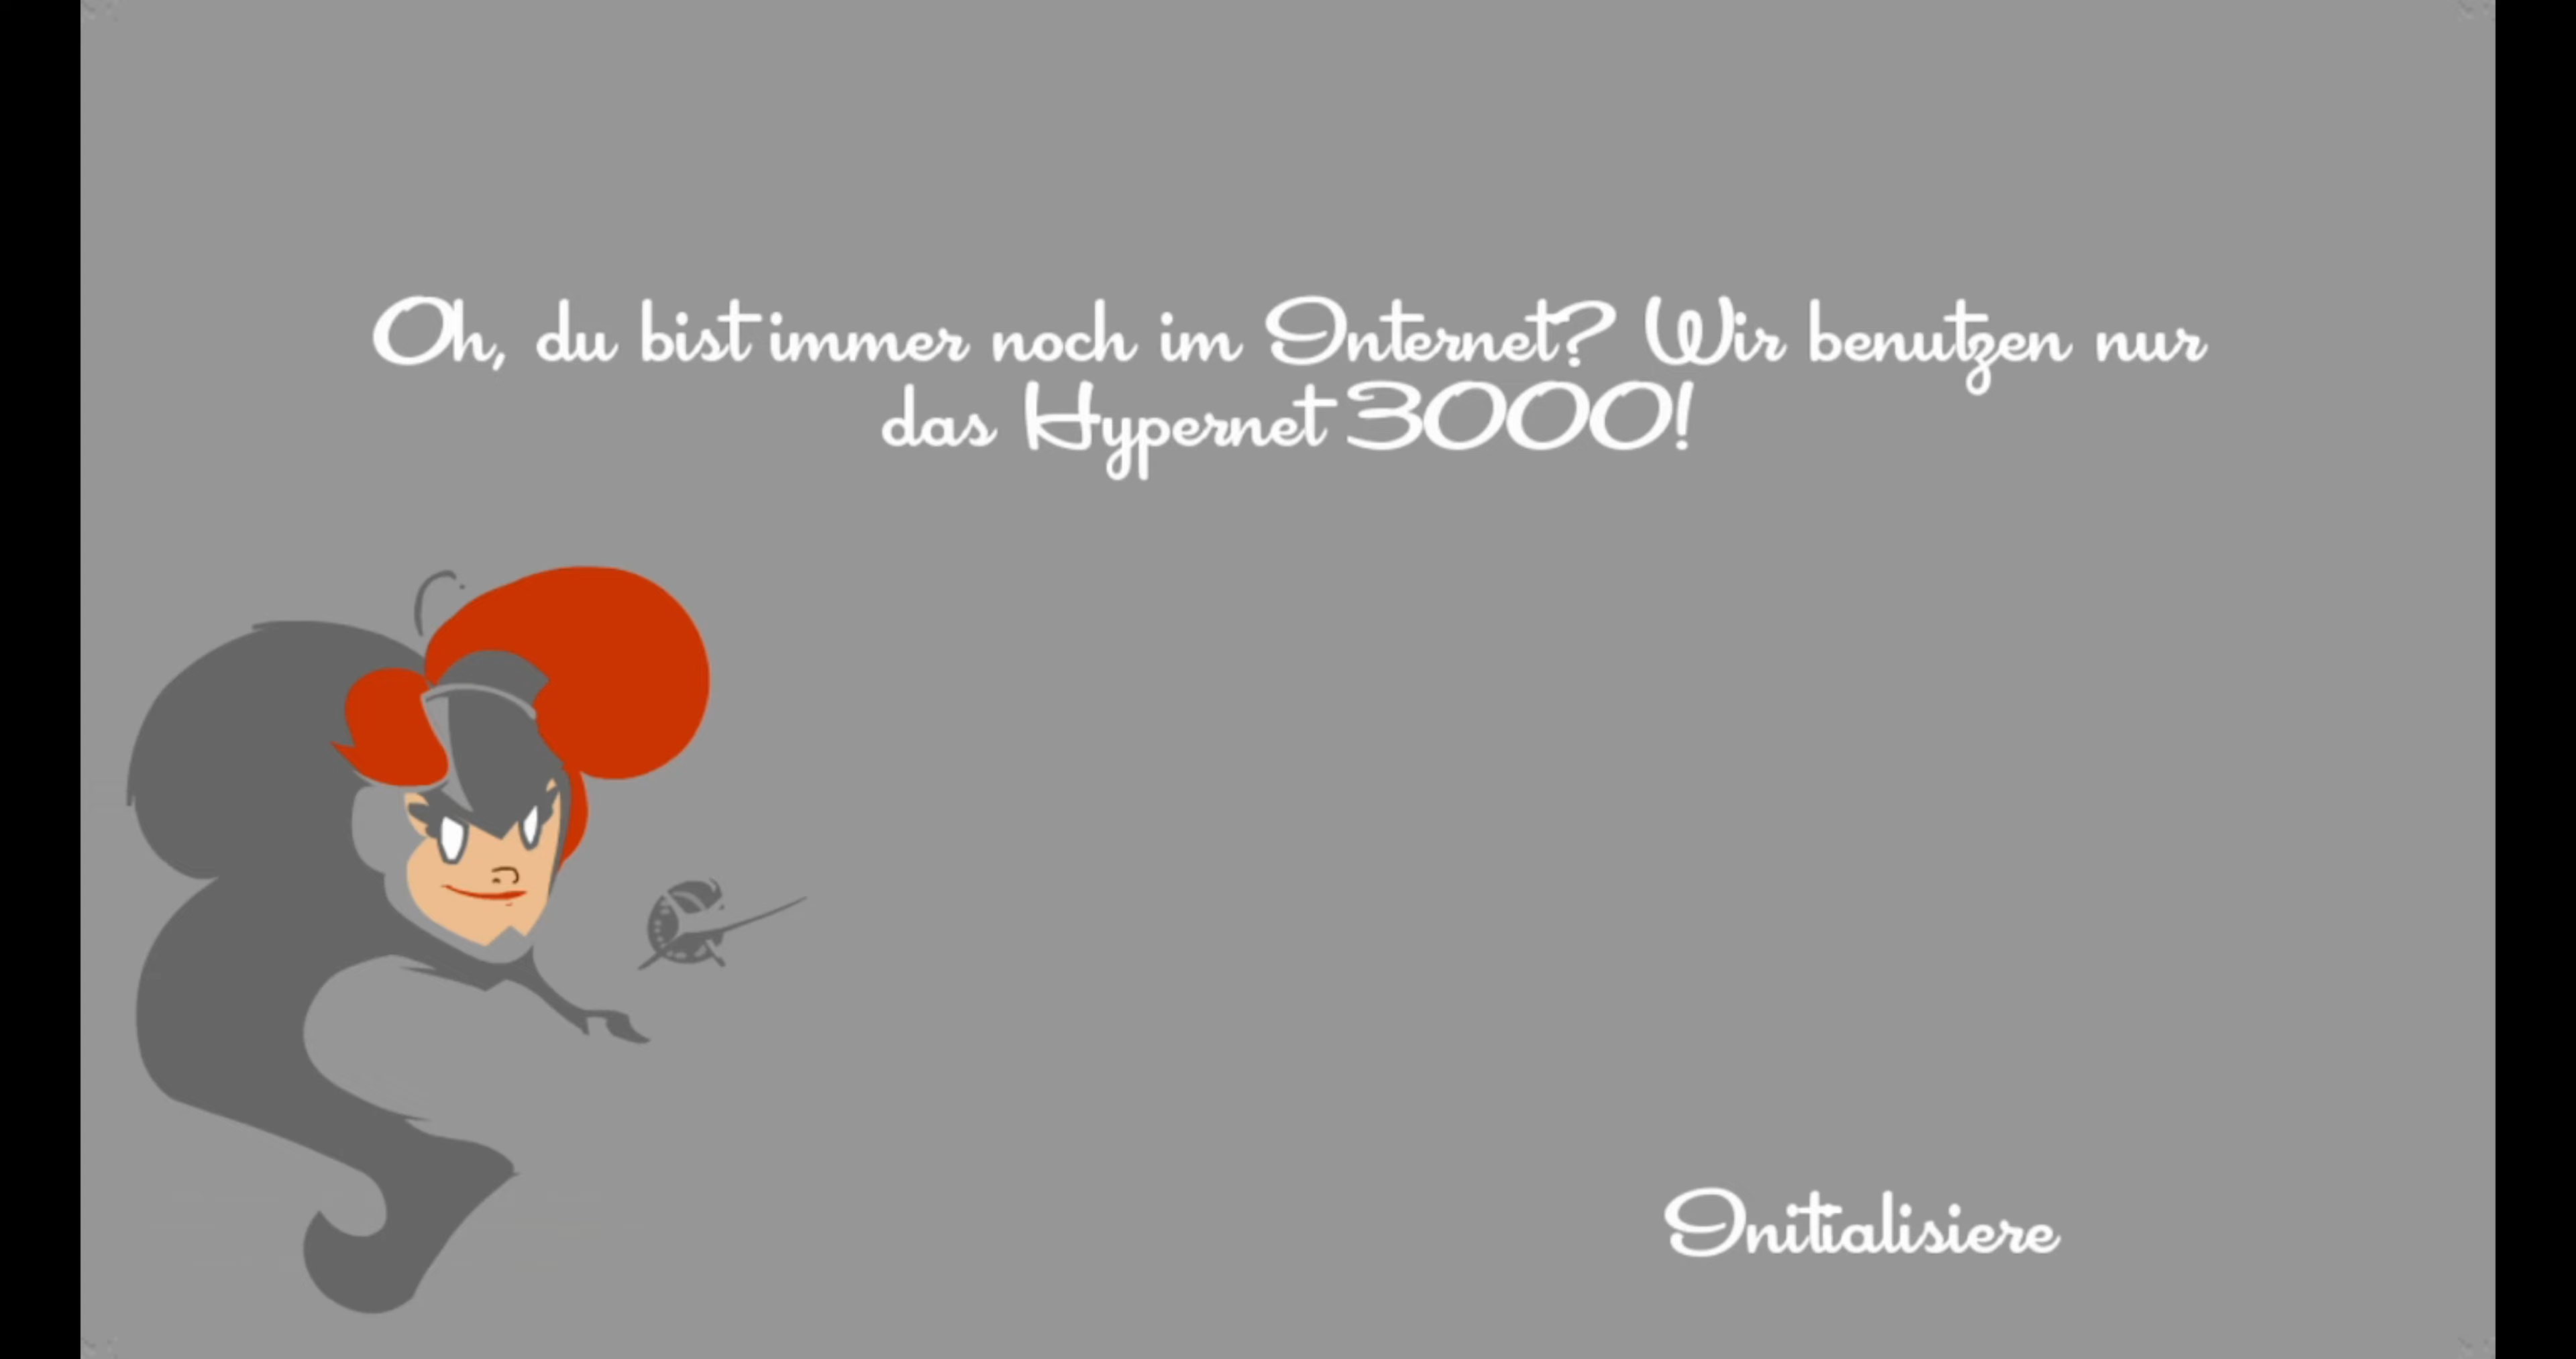 Oh, du bist immer noch im Internet? Wir benutzen nur
das Hypernet 3000!
Initialisiere